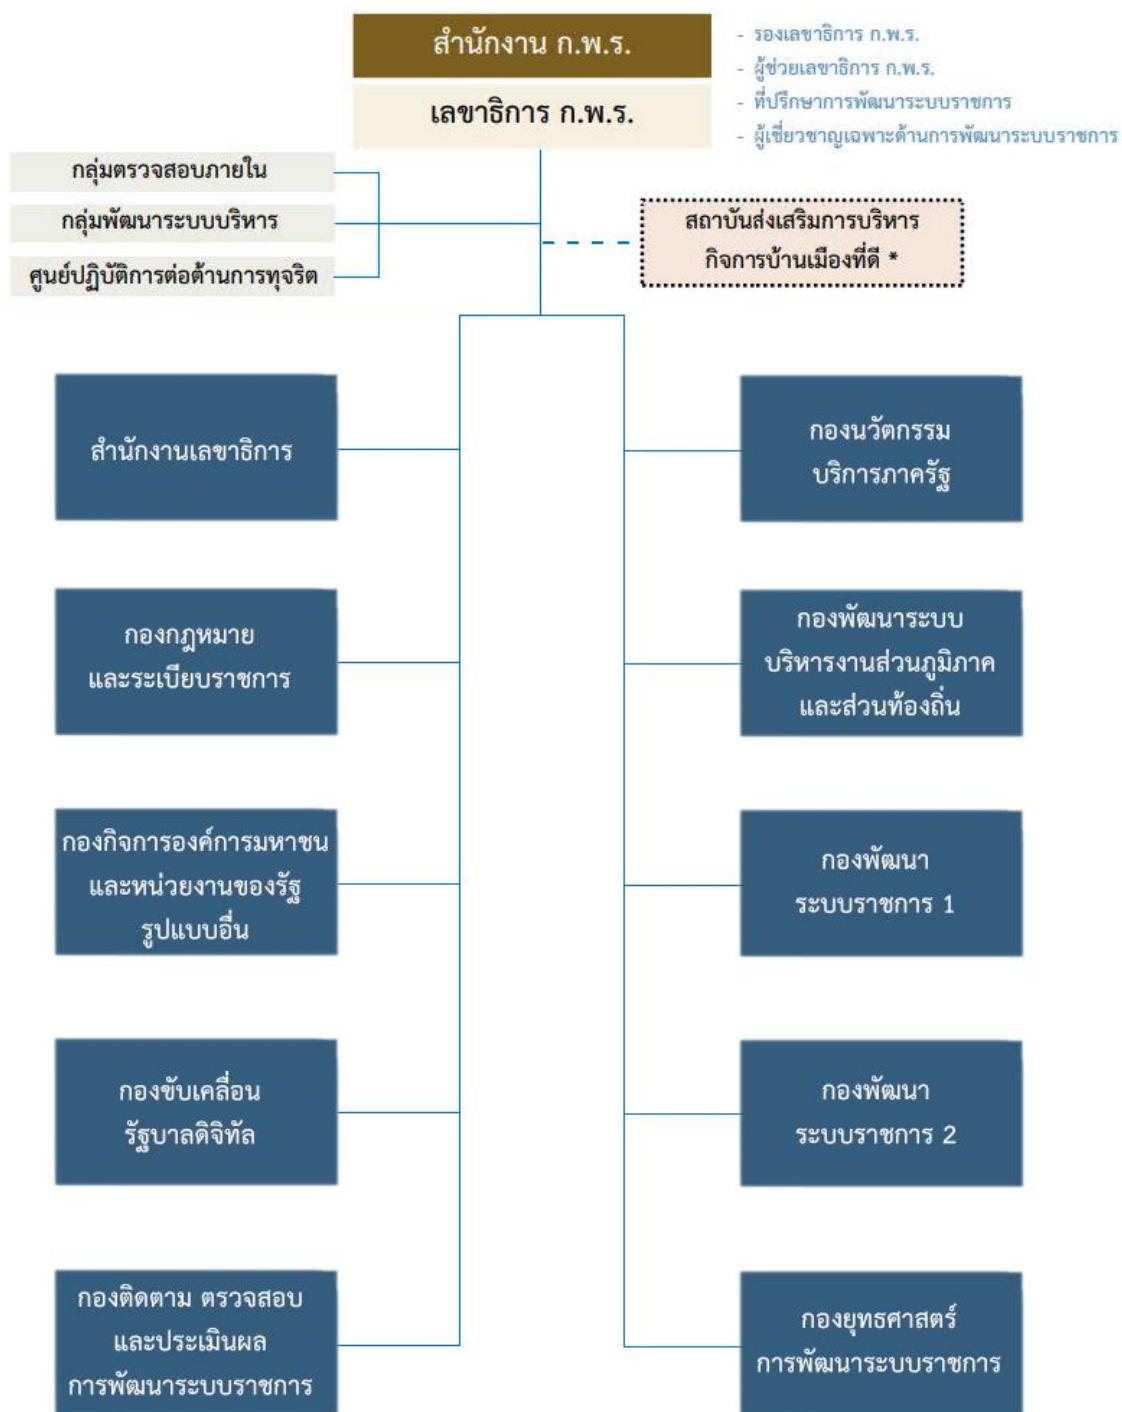 สำนักงาน ก.พ.ร.
เลขาธิการ ก.พ.ร.
- รองเลขาธิการ ก.พ.ร.
- ผู้ช่วยเลขาธิการ ก.พ.ร.
- ที่ปรึกษาการพัฒนาระบบราชการ
- ผู้เชี่ยวชาญเฉพาะด้านการพัฒนาระบบราชการ
กลุ่มตรวจสอบภายใน
กลุ่มพัฒนาระบบบริหาร
ศูนย์ปฏิบัติการต่อต้านการทุจริต
สถาบันส่งเสริมการบริหาร
กิจการบ้านเมืองที่ดี *
สำนักงานเลขาธิการ
กองนวัตกรรม
บริการภาครัฐ
กองกฎหมาย
และระเบียบราชการ
กองพัฒนาระบบ
บริหารงานส่วนภูมิภาค
และส่วนท้องถิ่น
กองกิจการองค์การมหาชน
และหน่วยงานของรัฐ
รูปแบบอื่น
กองพัฒนา
ระบบราชการ 1
กองขับเคลื่อน
รัฐบาลดิจิทัล
กองพัฒนา
ระบบราชการ 2
กองติดตาม ตรวจสอบ
และประเมินผล
การพัฒนาระบบราชการ
กองยุทธศาสตร์
การพัฒนาระบบราชการ